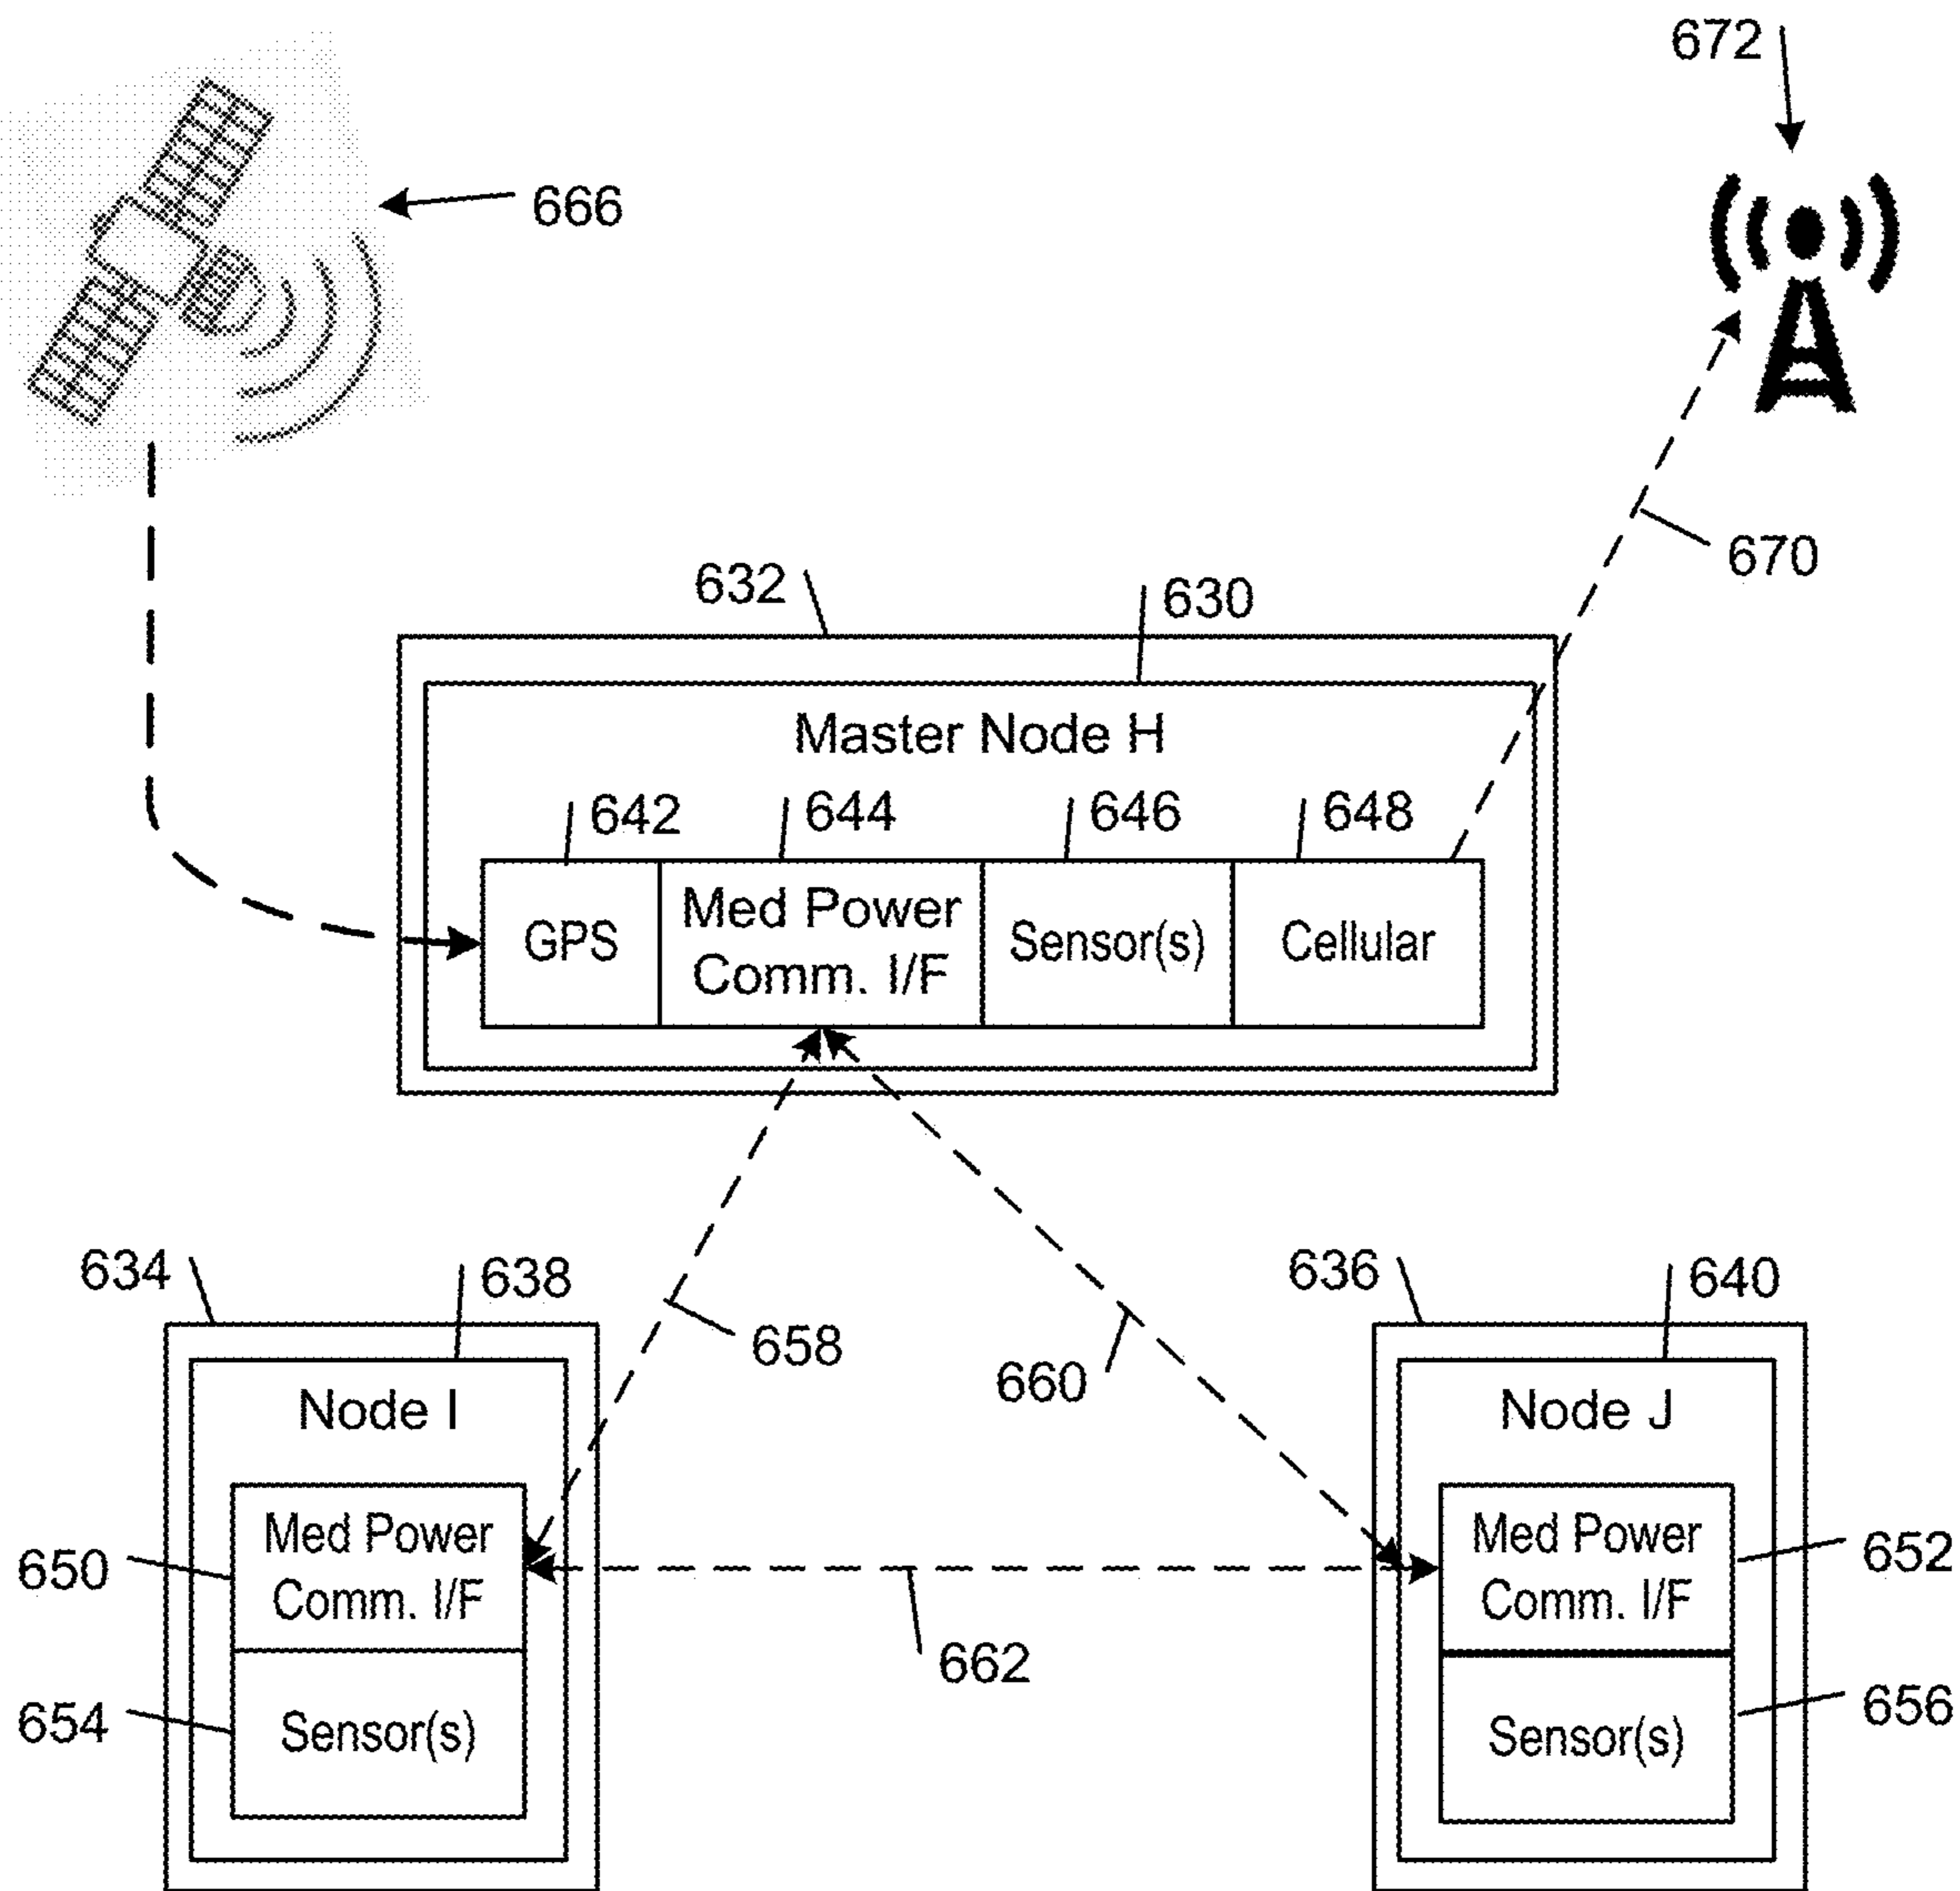 672
666
670
632
630
Master Node H
642
644
646
648
GPS
Med Power
Comm. I/F
Sensor(s)
Cellular
634
638
658
660
636
640
Node I
Node J
650
Med Power
Comm. I/F
Med Power
Comm. I/F
652
662
654
Sensor(s)
Sensor(s)
656